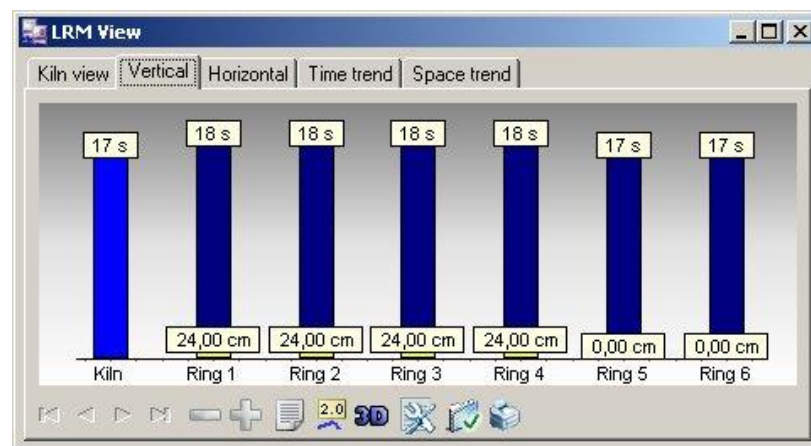 LRM View
Kiln view Vertical Horizontal Time trend Space trend
17 s 18 s 18 s 18 s 18 s 17 s 17 s
24,00 cm 24,00 cm 24,00 cm 24,00 cm 0,00 cm 0,00 cm
Kiln Ring 1 Ring 2 Ring 3 Ring 4 Ring 5 Ring 6
2.0 3D